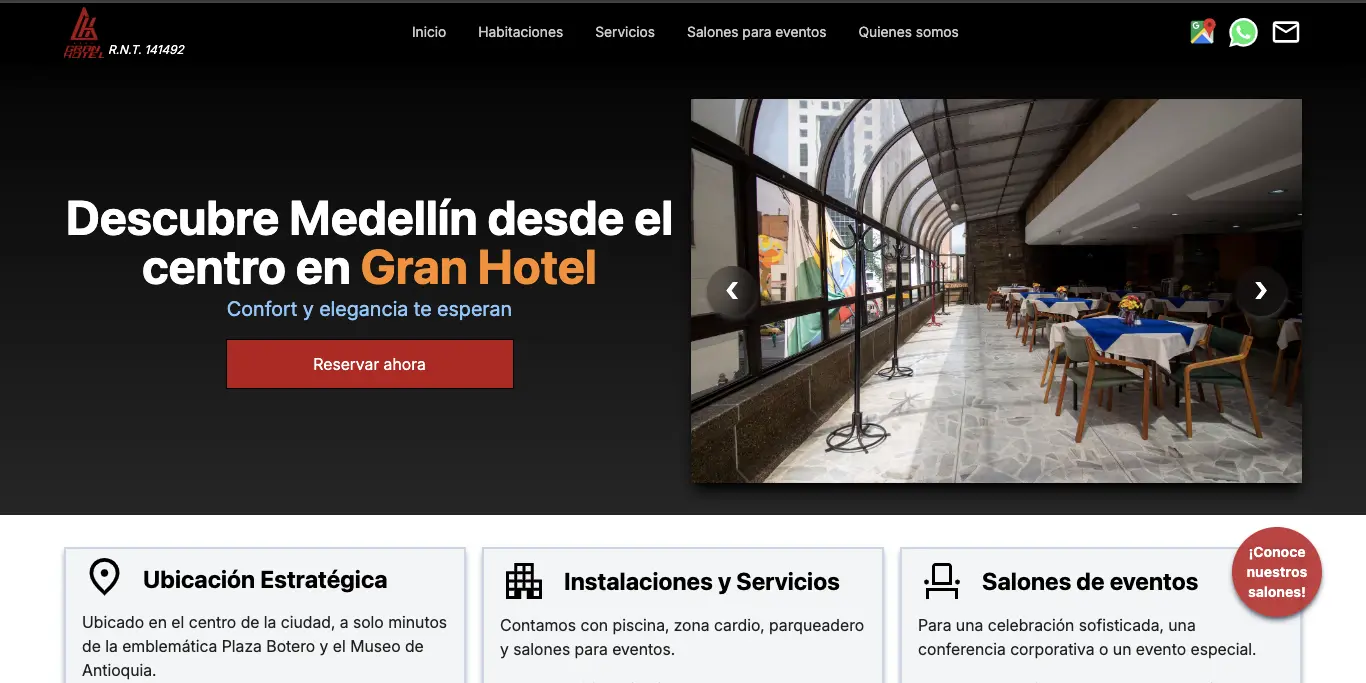 GRAN
HOTEL
R.N.T. 141492
Inicio
Habitaciones
Servicios
Salones para eventos
Quienes somos
G
Descubre Medellín desde el
centro en Gran Hotel
Confort y elegancia te esperan
Reservar ahora
Ubicación Estratégica
Ubicado en el centro de la ciudad, a solo minutos
de la emblemática Plaza Botero y el Museo de
Antioquia.
Instalaciones y Servicios
Contamos con piscina, zona cardio, parqueadero
y salones para eventos.
Salones de eventos
Para una celebración sofisticada, una
conferencia corporativa o un evento especial.
¡Conoce
nuestros
salones!